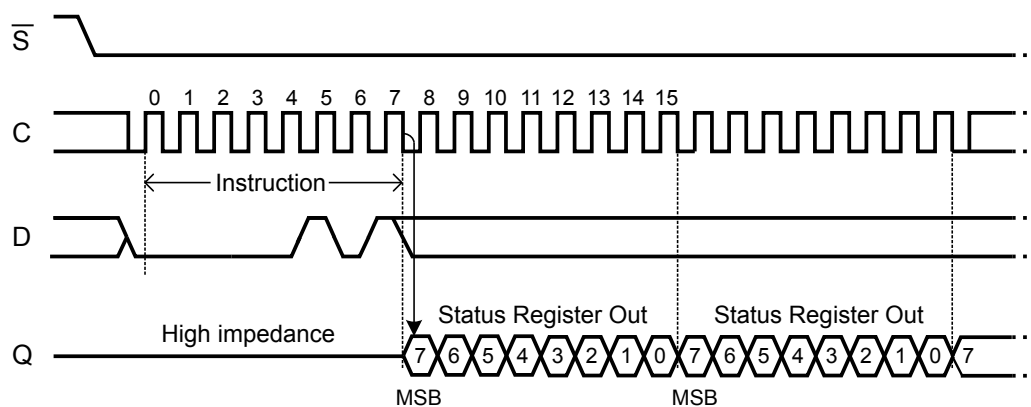 S
0 1 2 3 4 5 6 7 8 9 10 11 12 13 14 15
C
Instruction
D
Status Register Out Status Register Out
High impedance
Q 7 6 5 4 3 2 1 0 7 6 5 4 3 2 1 0 7
MSB MSB